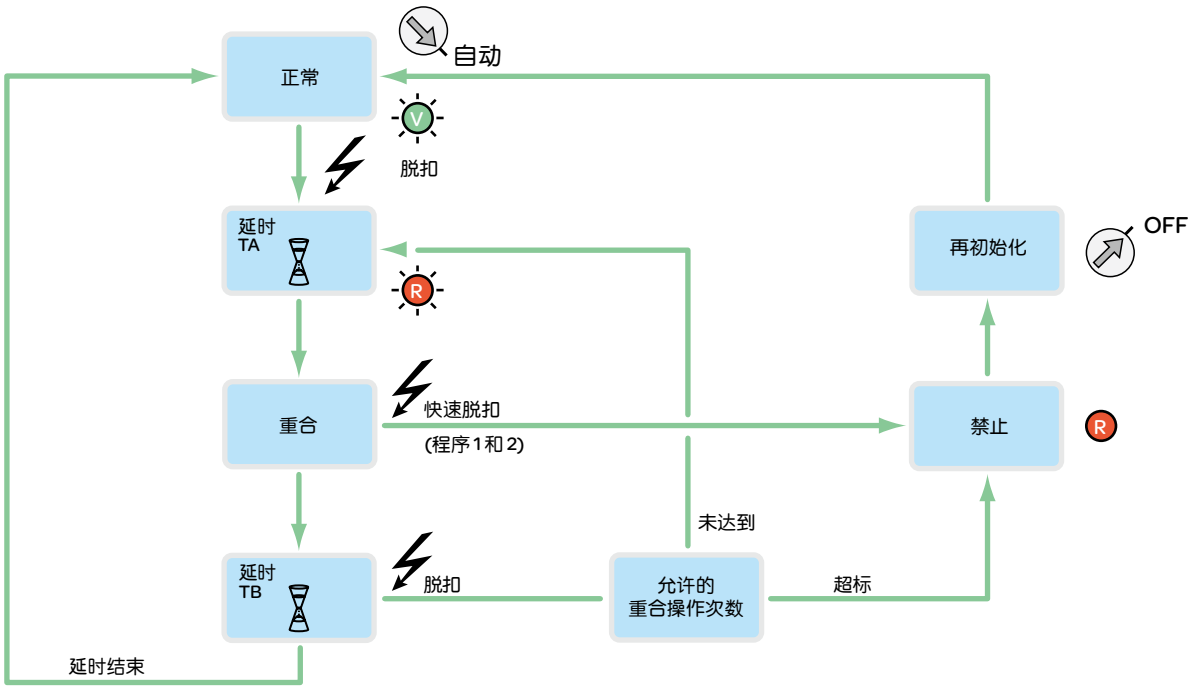 自动
正常
V
脱扣
延时
TA
R
再初始化
OFF
重合
快速脱扣
(程序1和2)
禁止
R
未达到
延时
TB
脱扣
允许的
重合操作次数
超标
延时结束